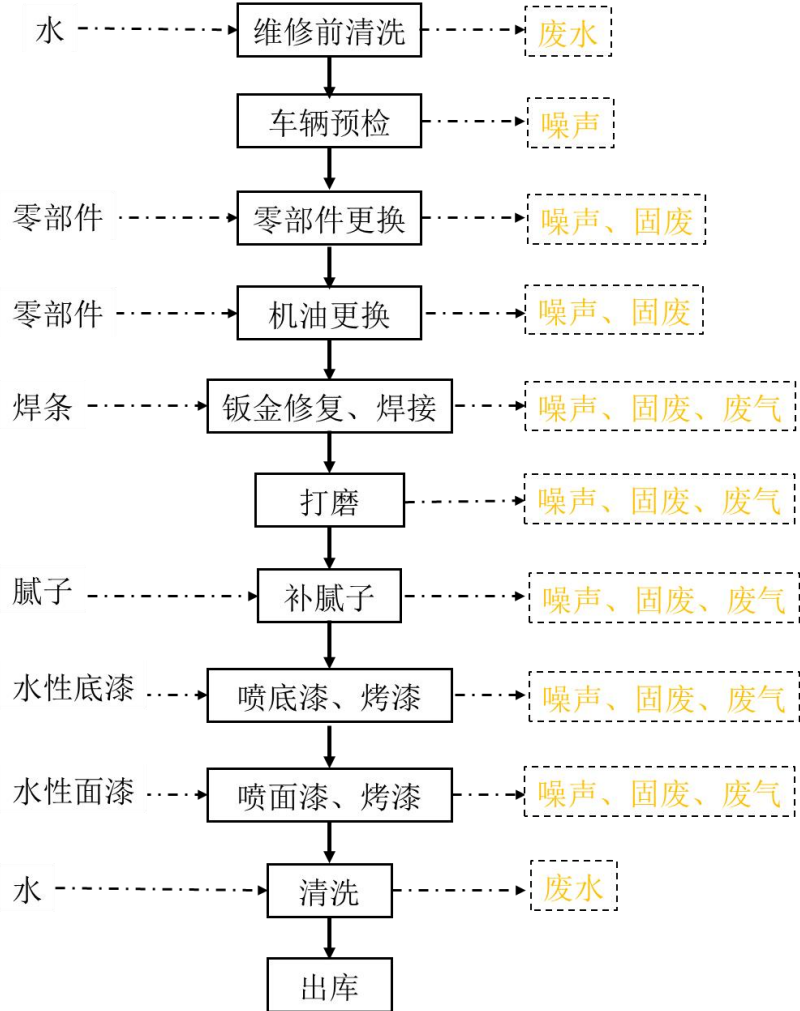 水 维修前清洗 废水
车辆预检 噪声
零部件 零部件更换 噪声、固废
零部件 机油更换 噪声、固废
焊条 钣金修复、焊接 噪声、固废、废气
打磨 噪声、固废、废气
腻子 补腻子 噪声、固废、废气
水性底漆 喷底漆、烤漆 噪声、固废、废气
水性面漆 喷面漆、烤漆 噪声、固废、废气
水 清洗 废水
出库